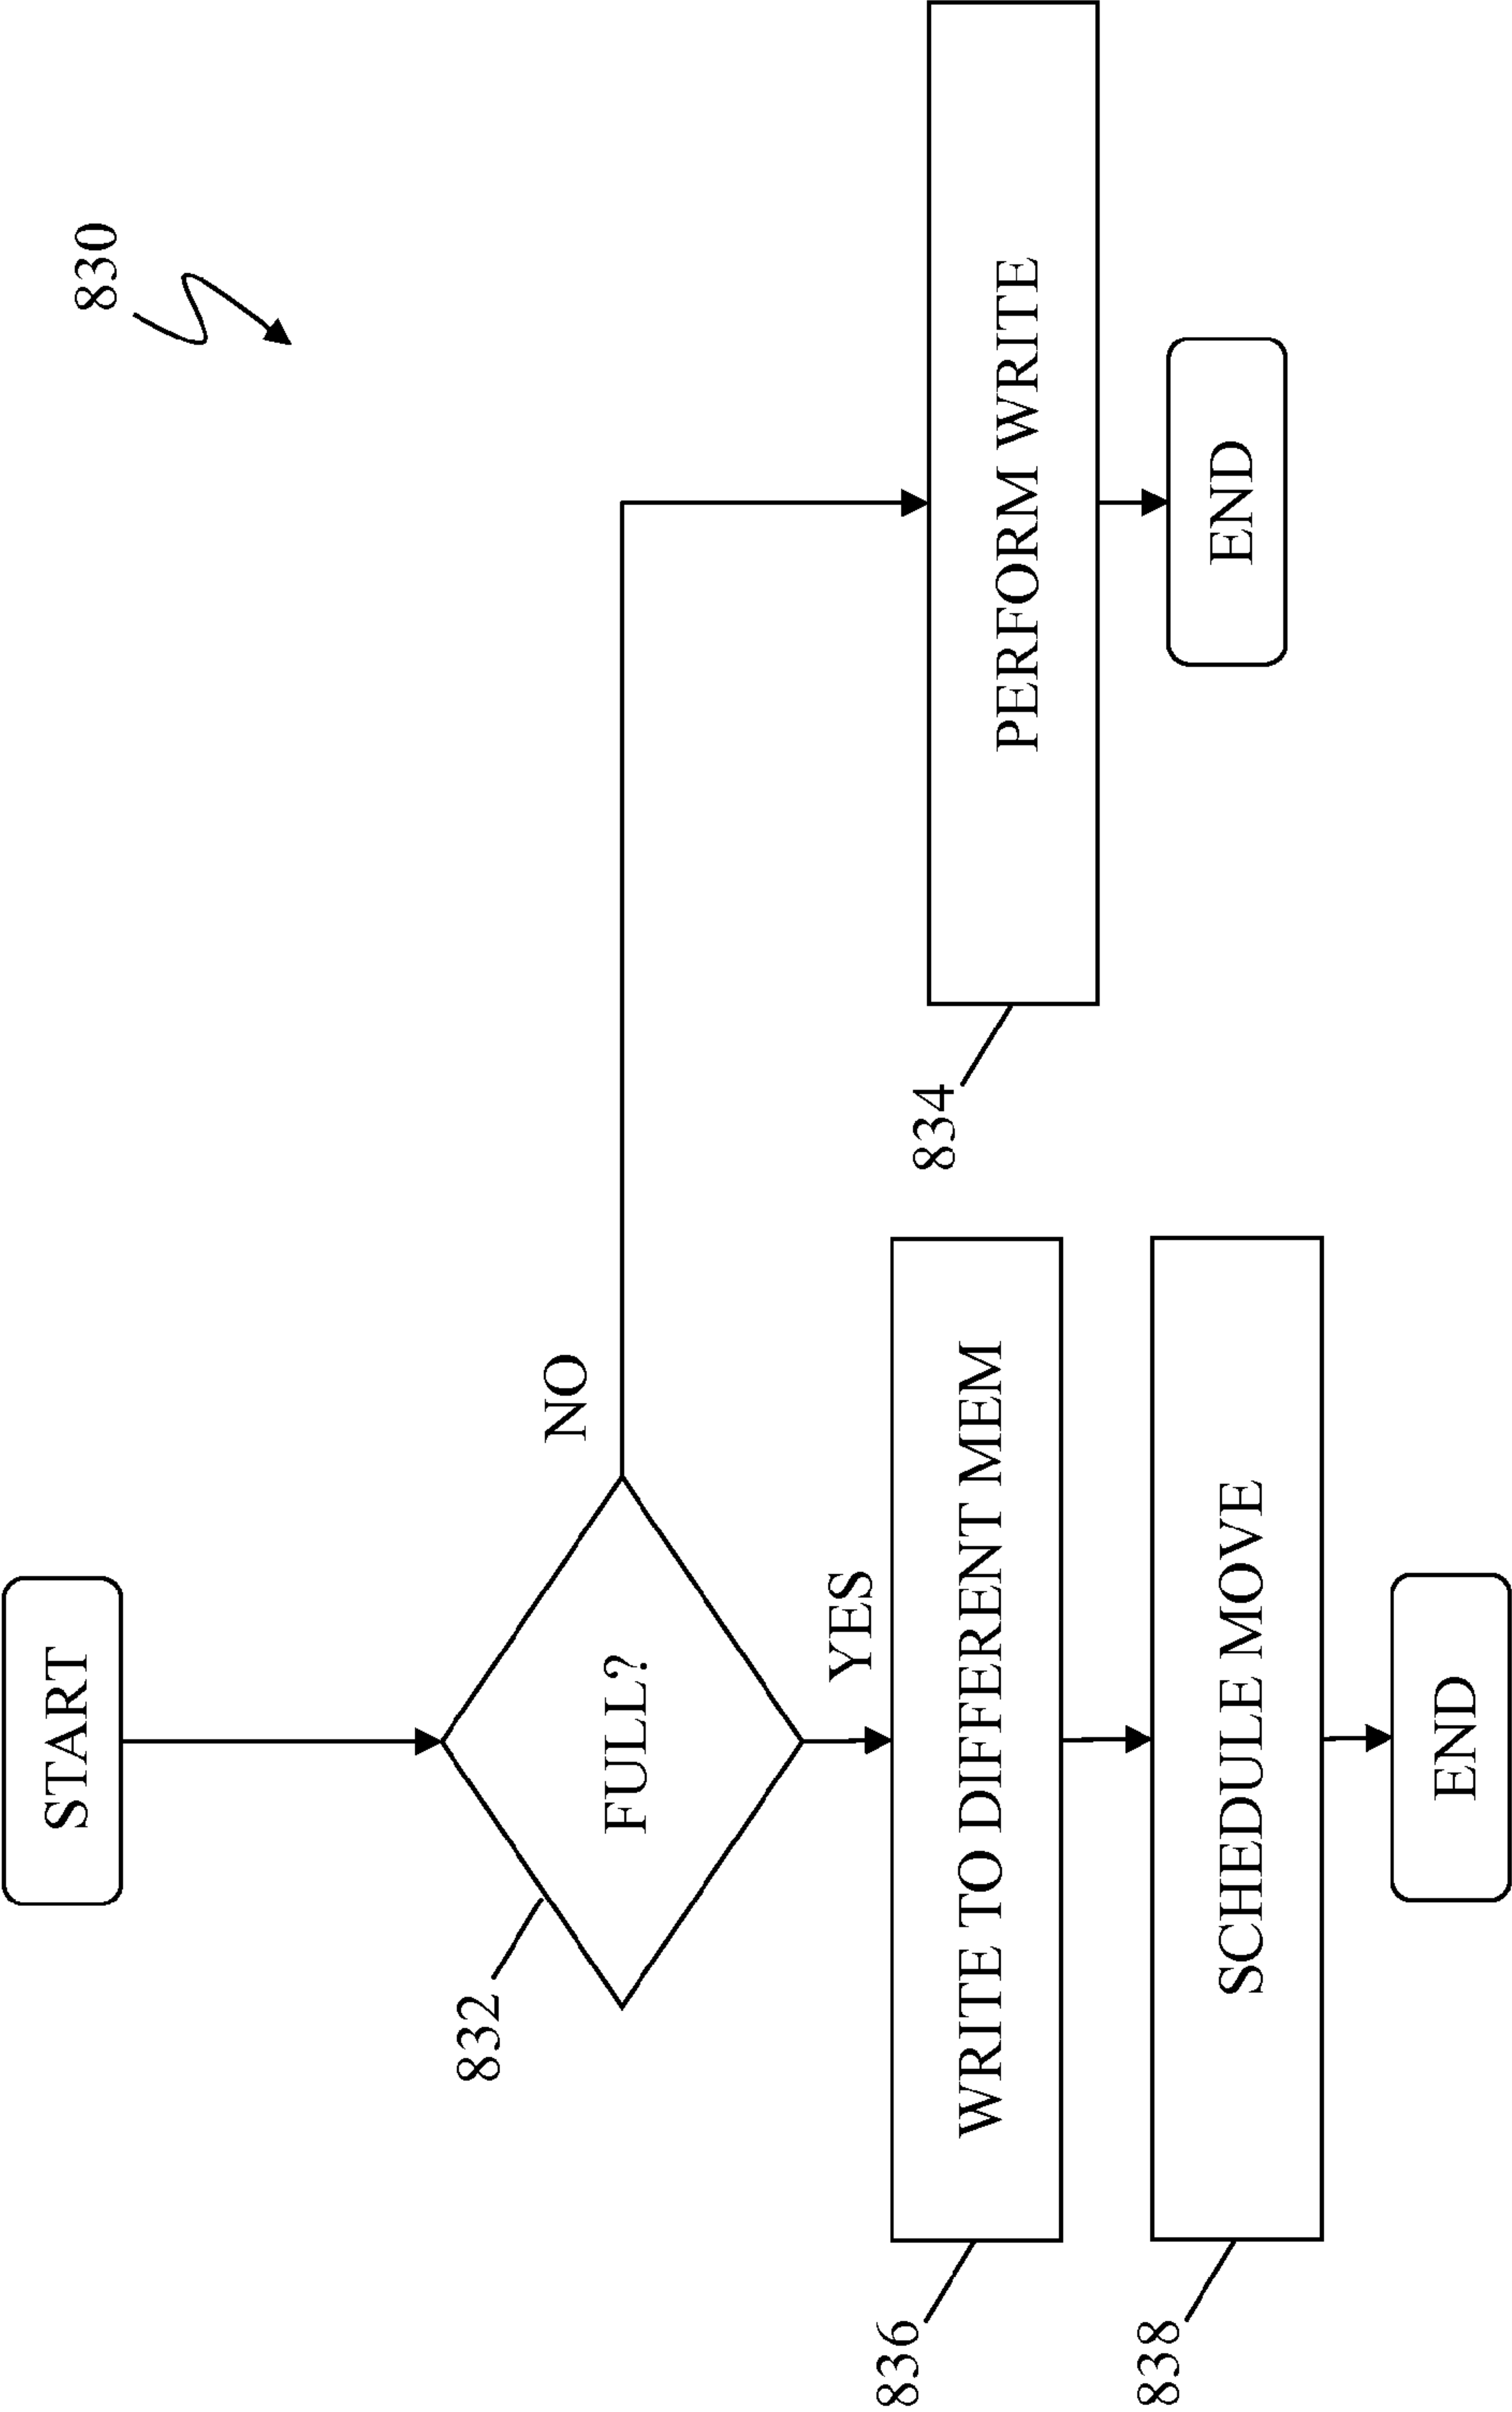 830
START
832
FULL?
NO
YES
836
WRITE TO DIFFERENT MEM
838
SCHEDULE MOVE
END
834
PERFORM WRITE
END